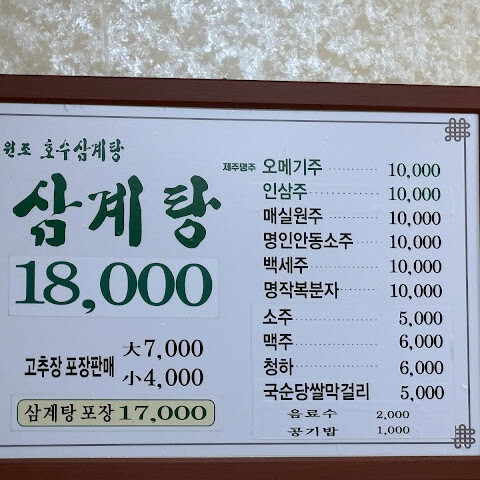 원조 호수삼계탕
삼계탕
18,000
고추장 포장판매 大 7,000
小 4,000
삼계탕 포장 17,000
제주명주 오메기주 10,000
인삼주 10,000
매실원주 10,000
명인안동소주 10,000
백세주 10,000
명작복분자 10,000
소주 5,000
맥주 6,000
청하 6,000
국순당쌀막걸리 5,000
음료수 2,000
공기밥 1,000